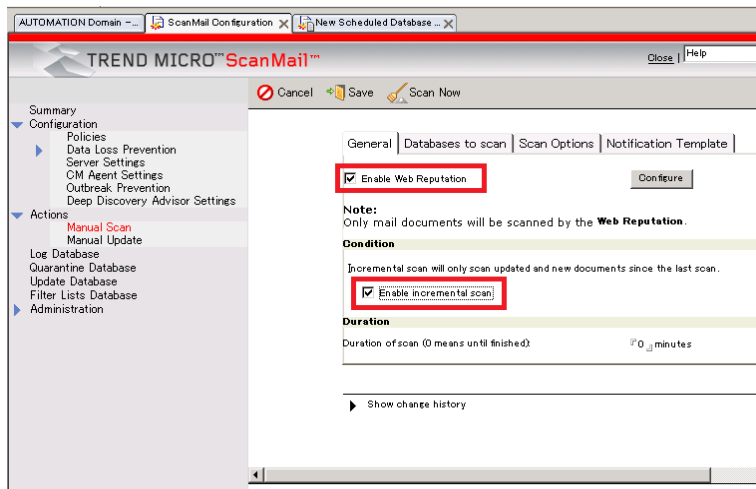 AUTOMATION Domain -...
ScanMail Configuration
New Scheduled Database ...
TREND MICRO™ ScanMail™
Close | Help
Cancel Save Scan Now
Summary
Configuration
Policies
Data Loss Prevention
Server Settings
CM Agent Settings
Outbreak Prevention
Deep Discovery Advisor Settings
Actions
Manual Scan
Manual Update
Log Database
Quarantine Database
Update Database
Filter Lists Database
Administration
General Databases to scan Scan Options Notification Template
Enable Web Reputation Configure
Note:
Only mail documents will be scanned by the Web Reputation.
Condition
Incremental scan will only scan updated and new documents since the last scan.
Enable incremental scan
Duration
Duration of scan (0 means until finished): 0 minutes
Show change history